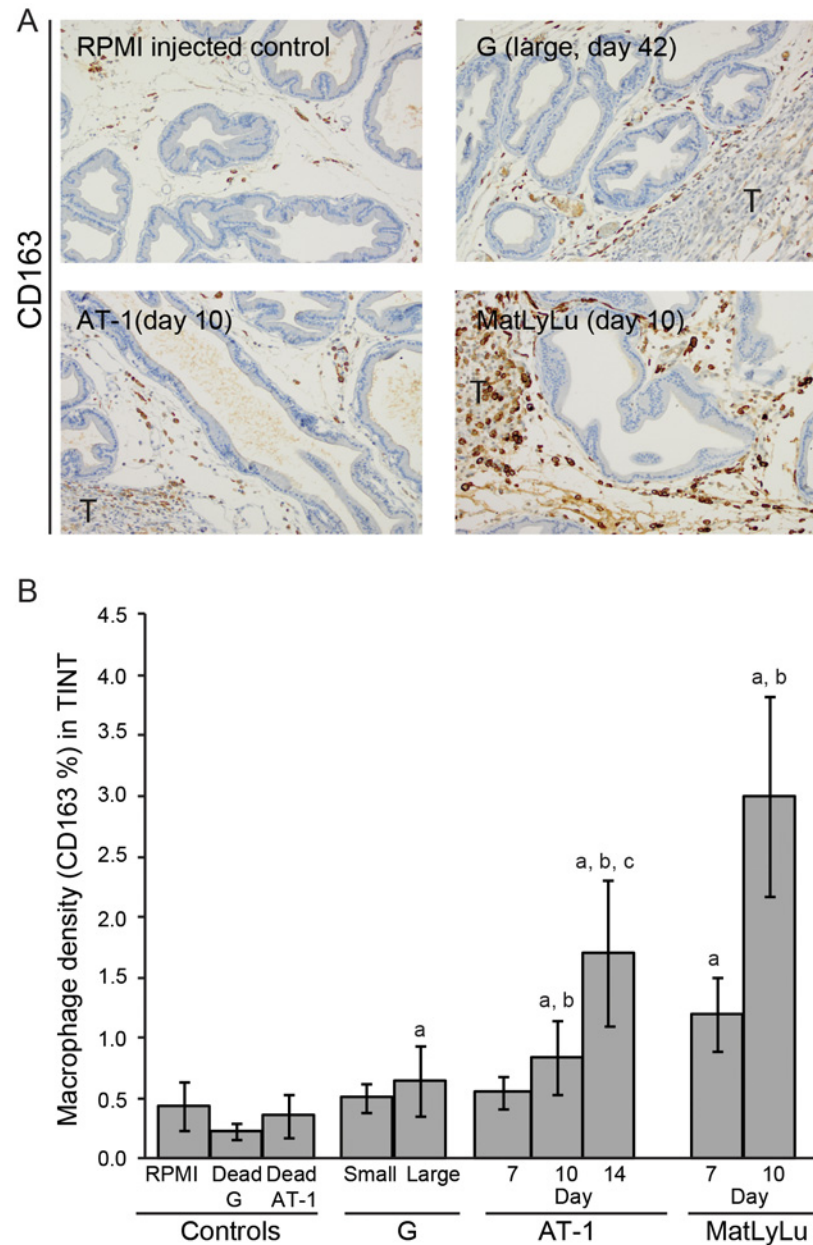 A
CD163
RPMI injected control
G (large, day 42)
T
AT-1(day 10)
T
MatLyLu (day 10)
T
B
Macrophage density (CD163 %) in TINT
4.5
4.0
3.5
3.0
2.5
2.0
1.5
1.0
0.5
0.0
a
a, b
a, b, c
a
a, b
RPMI Dead Dead Small Large 7 10 14 7 10
G AT-1 Day Day
Controls G AT-1 MatLyLu